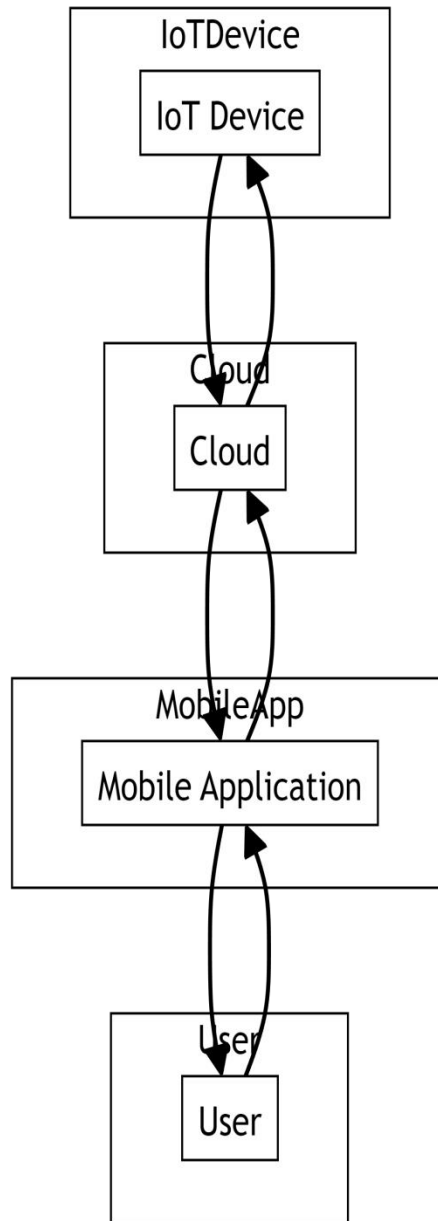 IoTDevice
IoT Device
Cloud
Cloud
MobileApp
Mobile Application
User
User